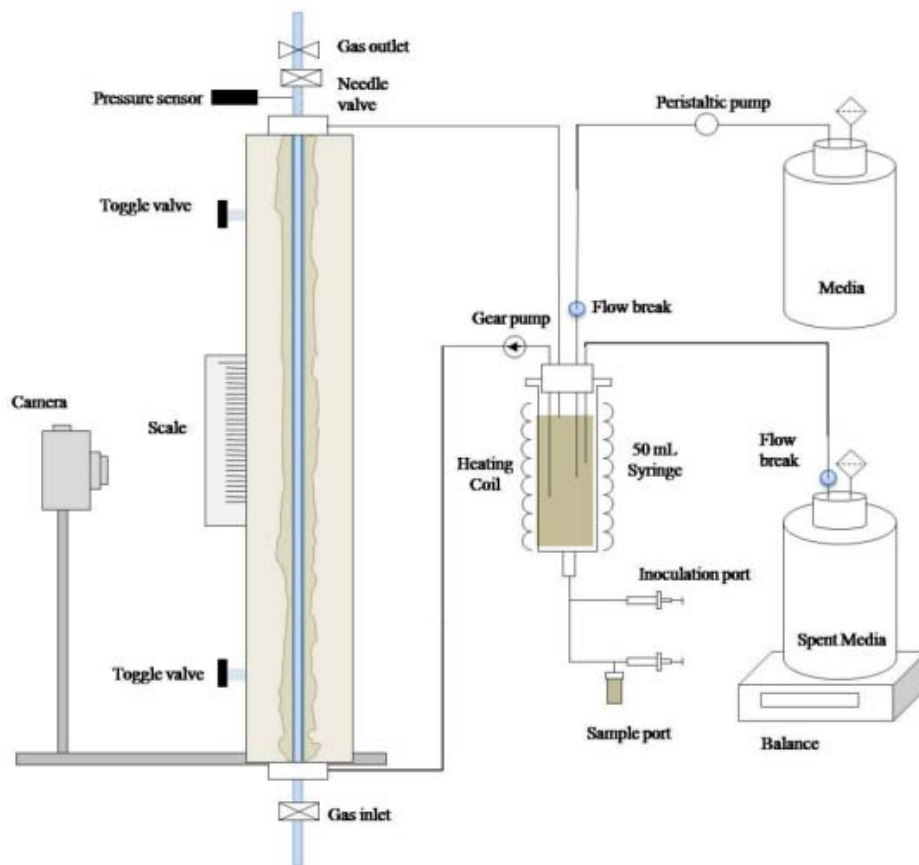 Gas outlet
Needle
valve
Pressure sensor
Peristaltic pump
Toggle valve
Media
Flow break
Gear pump
Camera
Scale
Heating
Coil
50 mL
Syringe
Flow
break
Inoculation port
Spent Media
Toggle valve
Sample port
Balance
Gas inlet